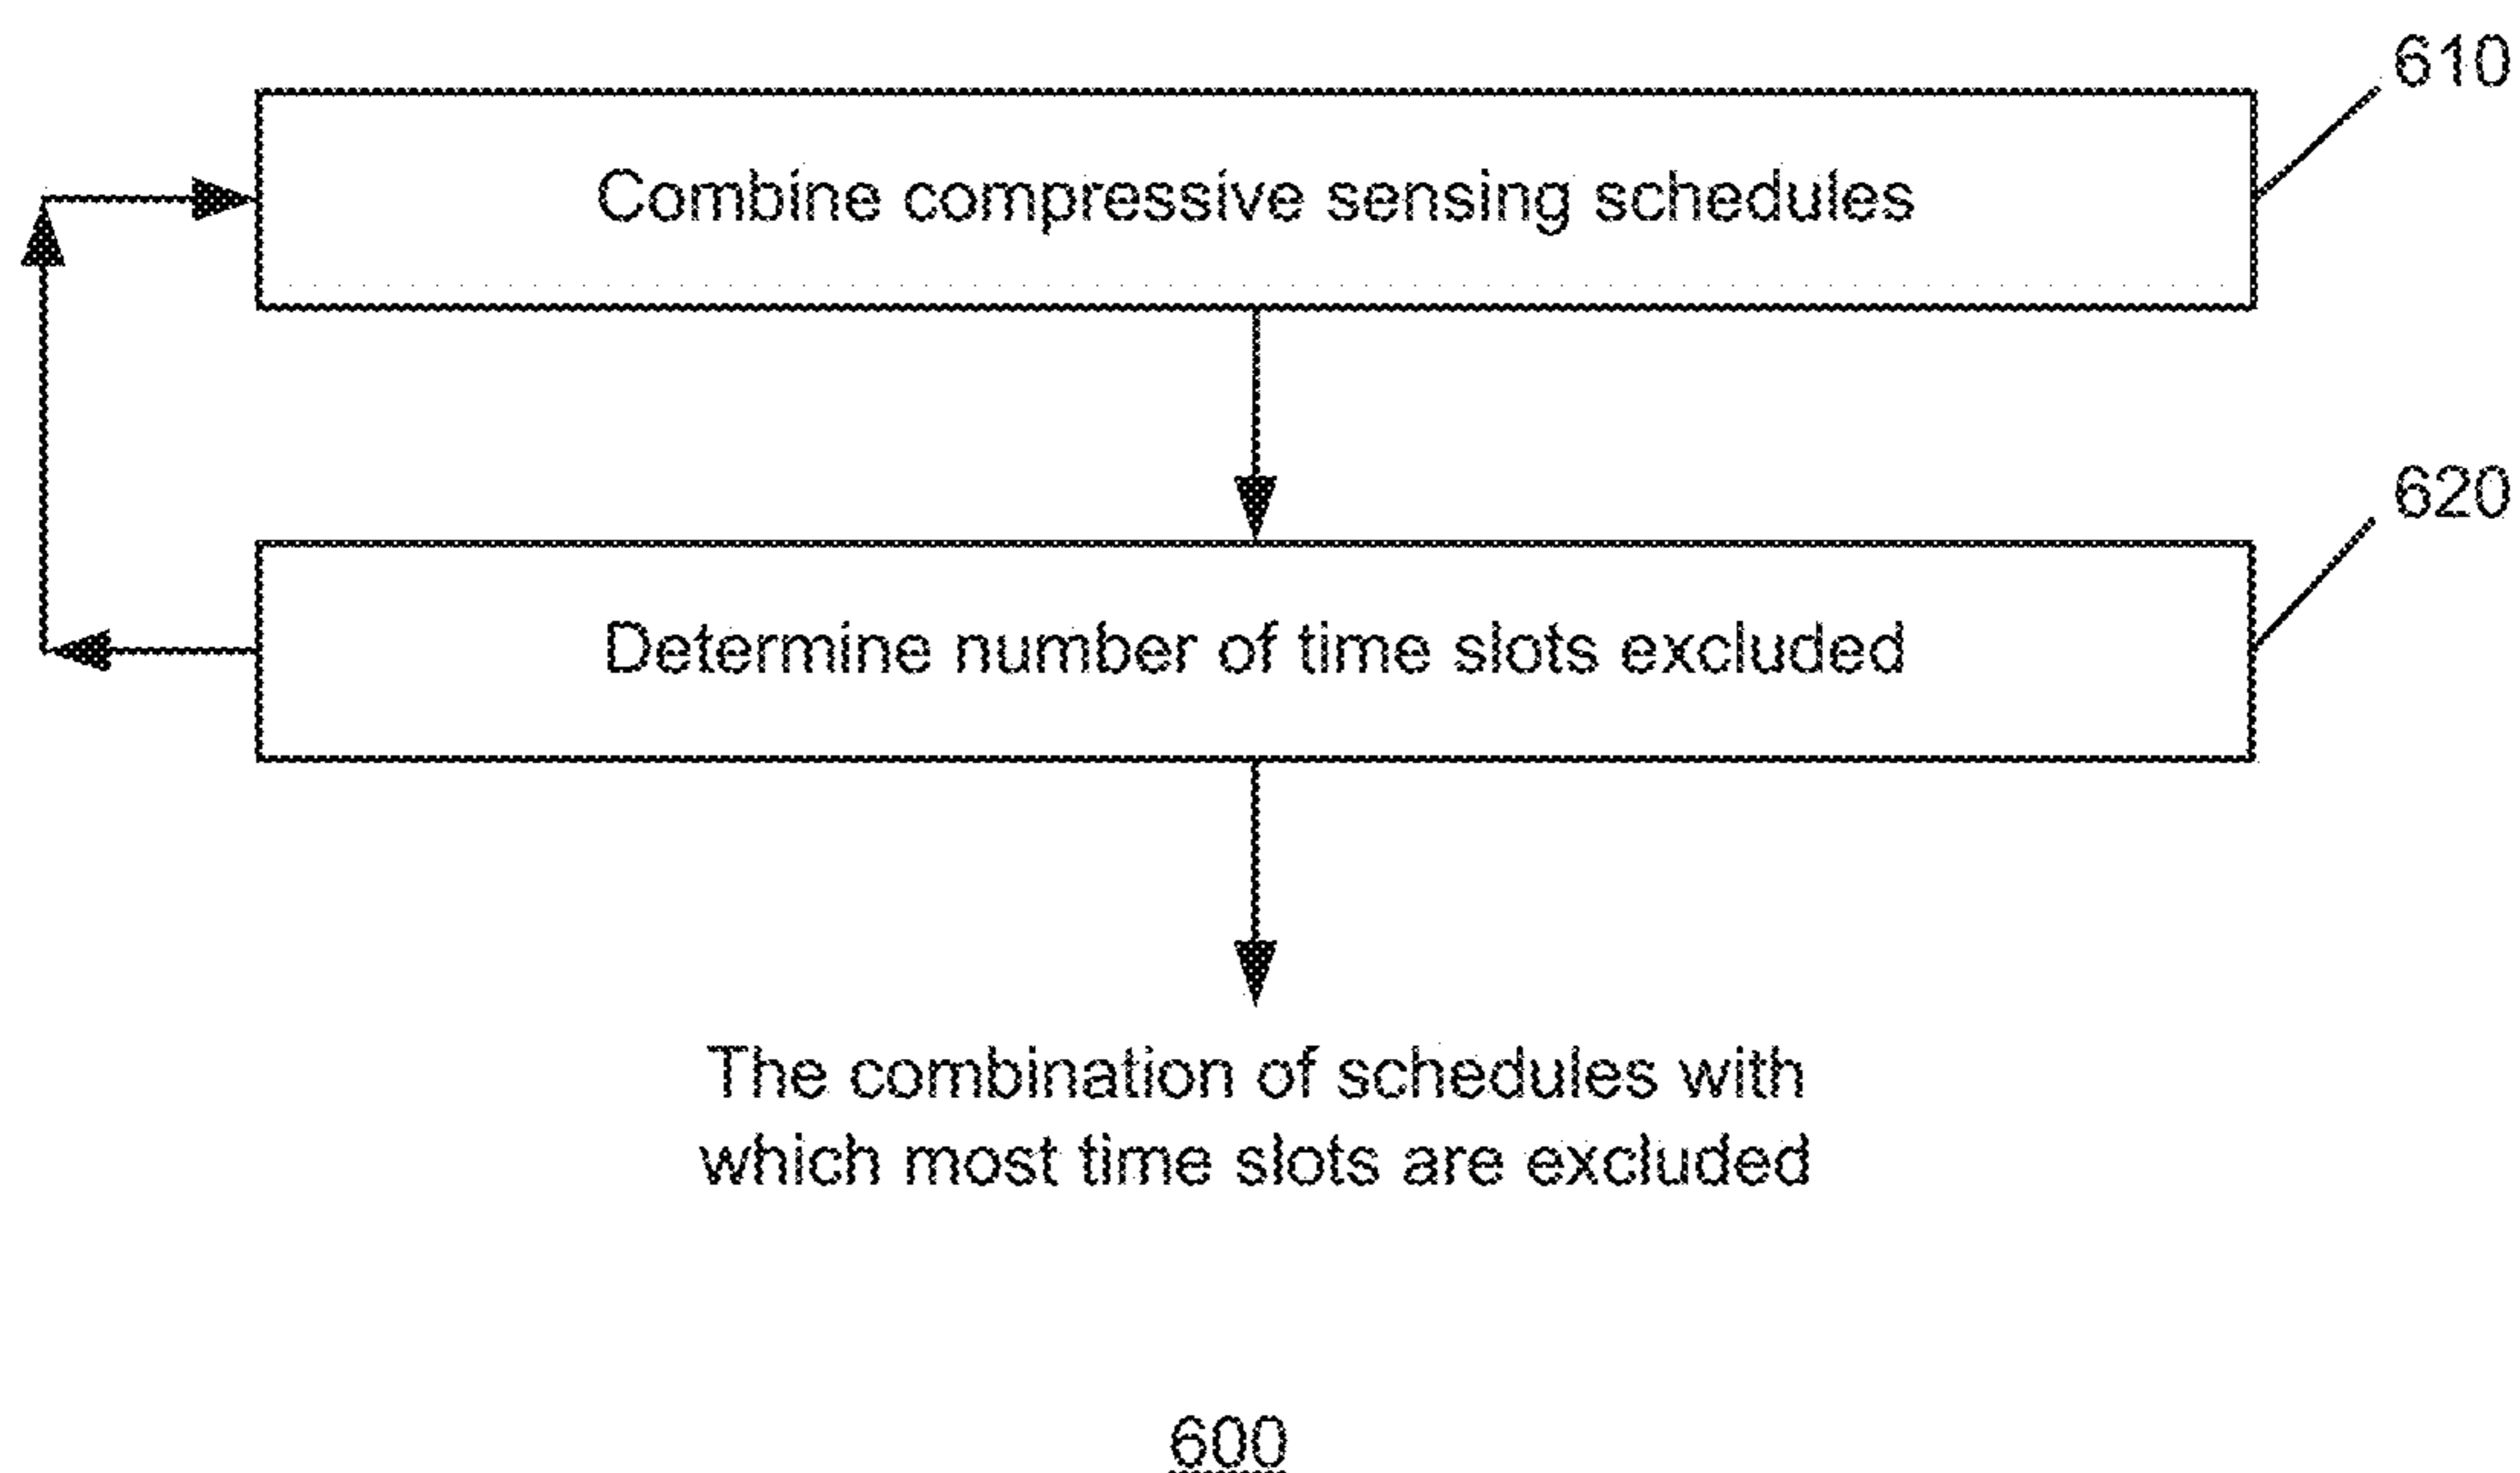 610
Combine compressive sensing schedules
620
Determine number of time slots excluded
The combination of schedules with
which most time slots are excluded
600